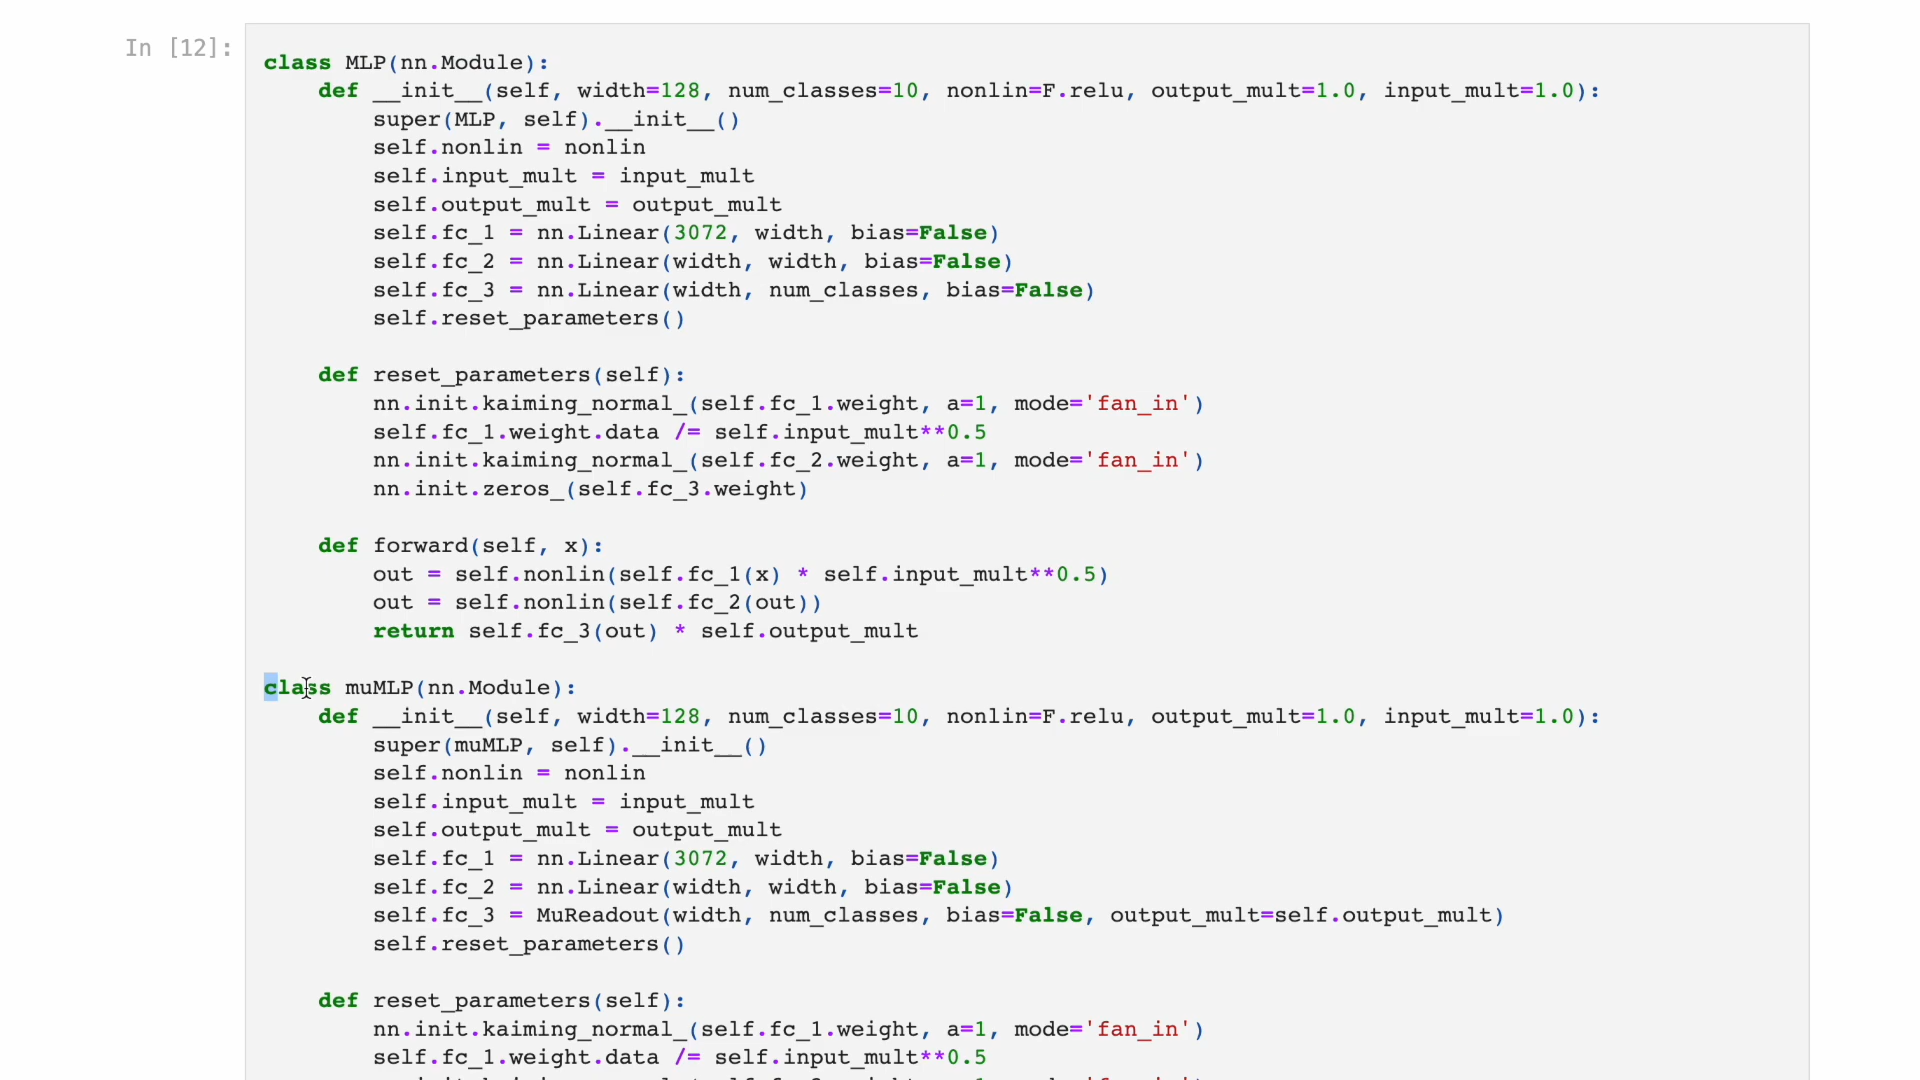 In [12]:
class MLP(nn.Module):
    def __init__(self, width=128, num_classes=10, nonlin=F.relu, output_mult=1.0, input_mult=1.0):
        super(MLP, self).__init__()
        self.nonlin = nonlin
        self.input_mult = input_mult
        self.output_mult = output_mult
        self.fc_1 = nn.Linear(3072, width, bias=False)
        self.fc_2 = nn.Linear(width, width, bias=False)
        self.fc_3 = nn.Linear(width, num_classes, bias=False)
        self.reset_parameters()

    def reset_parameters(self):
        nn.init.kaiming_normal_(self.fc_1.weight, a=1, mode='fan_in')
        self.fc_1.weight.data /= self.input_mult**0.5
        nn.init.kaiming_normal_(self.fc_2.weight, a=1, mode='fan_in')
        nn.init.zeros_(self.fc_3.weight)

    def forward(self, x):
        out = self.nonlin(self.fc_1(x) * self.input_mult**0.5)
        out = self.nonlin(self.fc_2(out))
        return self.fc_3(out) * self.output_mult

class muMLP(nn.Module):
    def __init__(self, width=128, num_classes=10, nonlin=F.relu, output_mult=1.0, input_mult=1.0):
        super(muMLP, self).__init__()
        self.nonlin = nonlin
        self.input_mult = input_mult
        self.output_mult = output_mult
        self.fc_1 = nn.Linear(3072, width, bias=False)
        self.fc_2 = nn.Linear(width, width, bias=False)
        self.fc_3 = MuReadout(width, num_classes, bias=False, output_mult=self.output_mult)
        self.reset_parameters()

    def reset_parameters(self):
        nn.init.kaiming_normal_(self.fc_1.weight, a=1, mode='fan_in')
        self.fc_1.weight.data /= self.input_mult**0.5